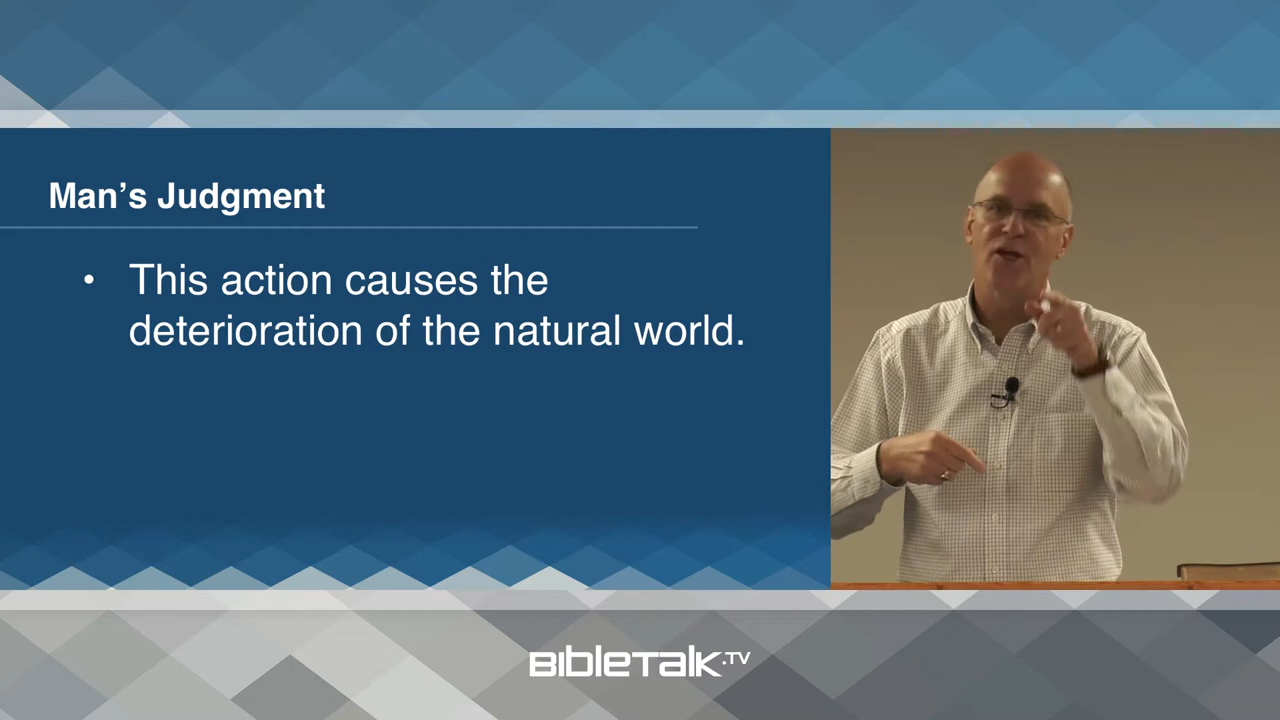 Man’s Judgment
• This action causes the
deterioration of the natural world.
BIBLETALK.TV